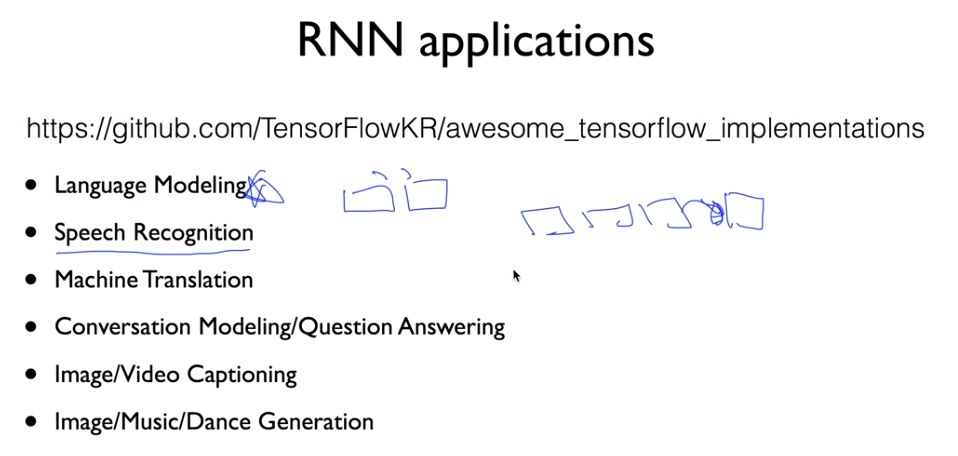 RNN applications
https://github.com/TensorFlowKR/awesome_tensorflow_implementations
• Language Modeling
• Speech Recognition
• Machine Translation
• Conversation Modeling/Question Answering
• Image/Video Captioning
• Image/Music/Dance Generation